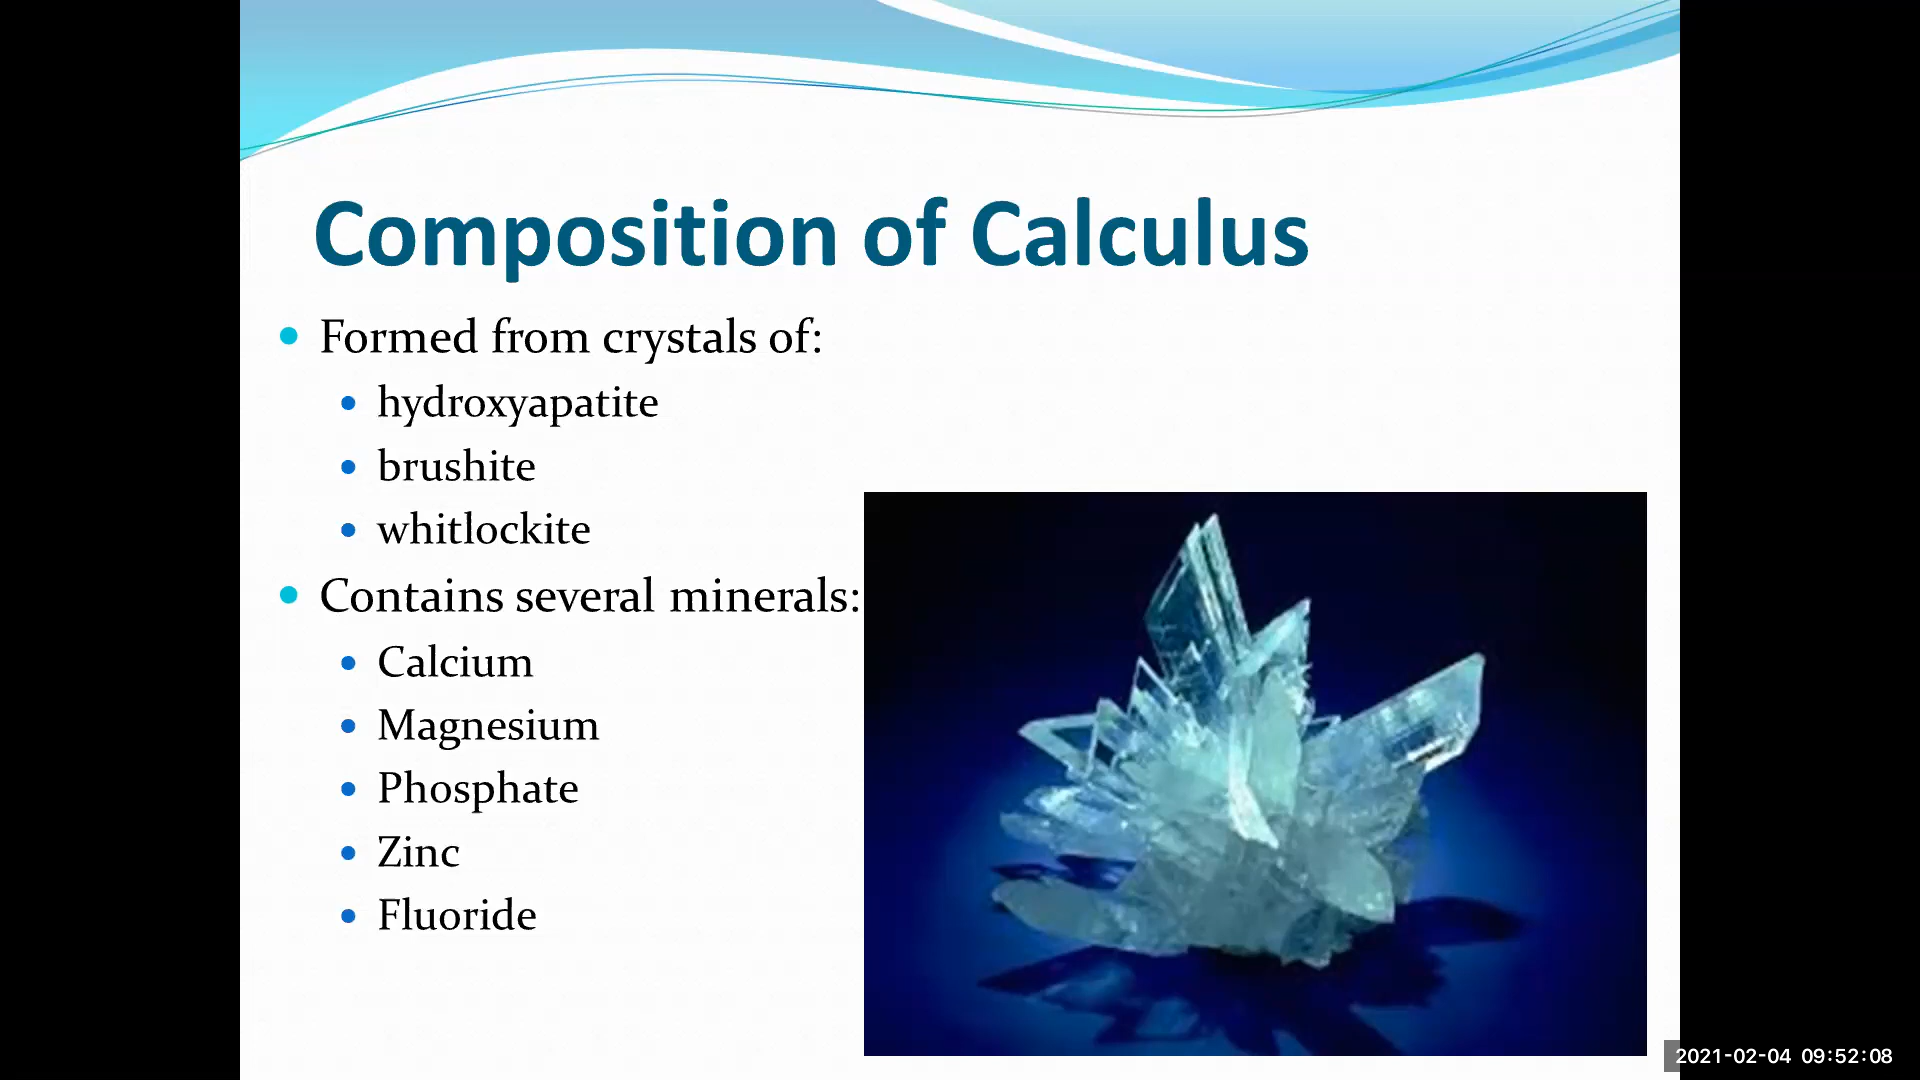 Composition of Calculus
• Formed from crystals of:
• hydroxyapatite
• brushite
• whitlockite
• Contains several minerals:
• Calcium
• Magnesium
• Phosphate
• Zinc
• Fluoride
2021-02-04 09:52:08